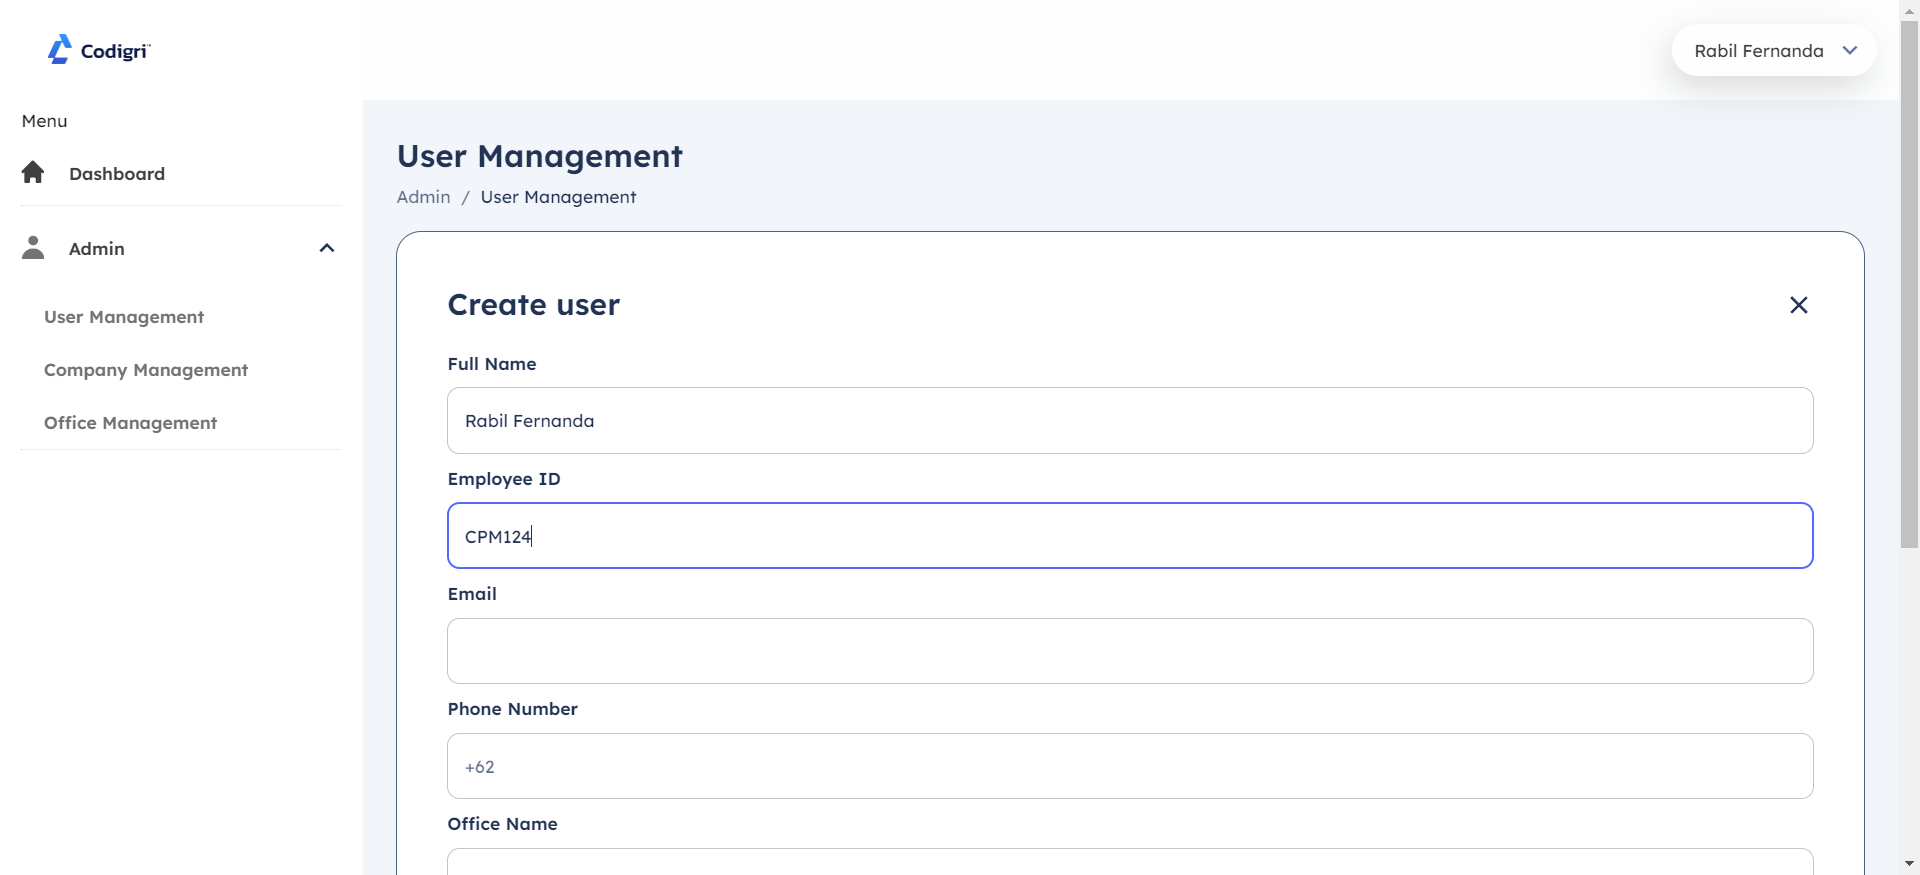 Codigri™
Rabil Fernanda
Menu
Dashboard
Admin
User Management
Company Management
Office Management
User Management
Admin / User Management
Create user
Full Name
Rabil Fernanda
Employee ID
CPM124
Email
Phone Number
+62
Office Name